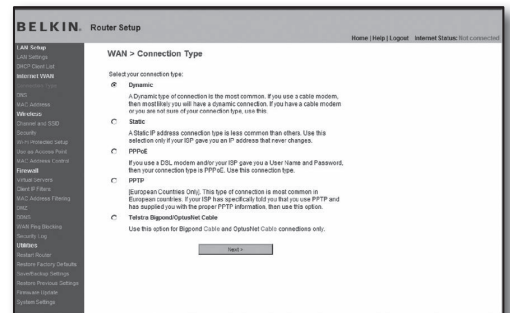 BELKIN. Router Setup
Home | Help | Logout Internet Status: Not connected
LAN Setup
LAN Settings
DHCP Client List
Internet WAN
Connection Type
DNS
MAC Address
Wireless
Channel and SSID
Security
Wi-Fi Protected Setup
Use as Access Point
MAC Address Control
Firewall
Virtual Servers
Client IP Filters
MAC Address Filtering
DMZ
DDNS
WAN Ping Blocking
Security Log
Utilities
Restart Router
Restore Factory Defaults
Save/Backup Settings
Restore Previous Settings
Firmware Update
System Settings
WAN > Connection Type
Select your connection type:
Dynamic
A Dynamic type of connection is the most common. If you use a cable modem,
then most likely you will have a dynamic connection. If you have a cable modem
or you are not sure of your connection type, use this.
Static
A Static IP address connection type is less common than others. Use this
selection only if your ISP gave you an IP address that never changes.
PPPoE
If you use a DSL modem and/or your ISP gave you a User Name and Password,
then your connection type is PPPoE. Use this connection type.
PPTP
[European Countries Only]. This type of connection is most common in
European countries. if your ISP has specifically told you that you use PPTP and
has supplied you with the proper PPTP information, then use this option.
Telstra Bigpond/OptusNet Cable
Use this option for Bigpond Cable and OptusNet Cable connections only.
Next >